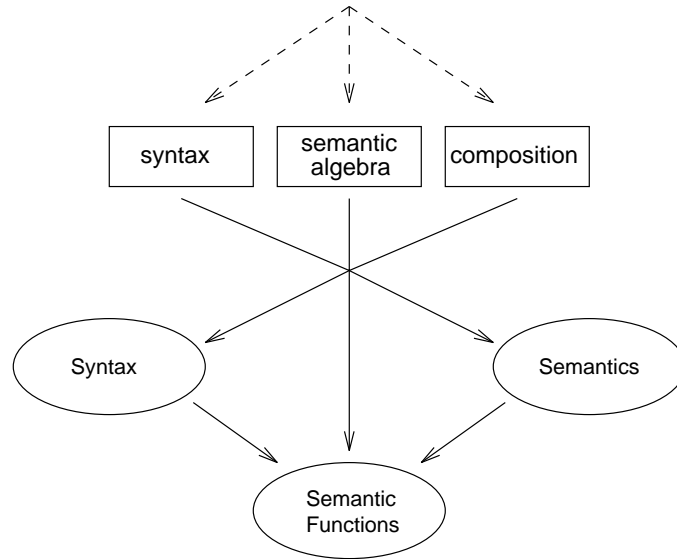 syntax
semantic
algebra
composition
Syntax
Semantics
Semantic
Functions